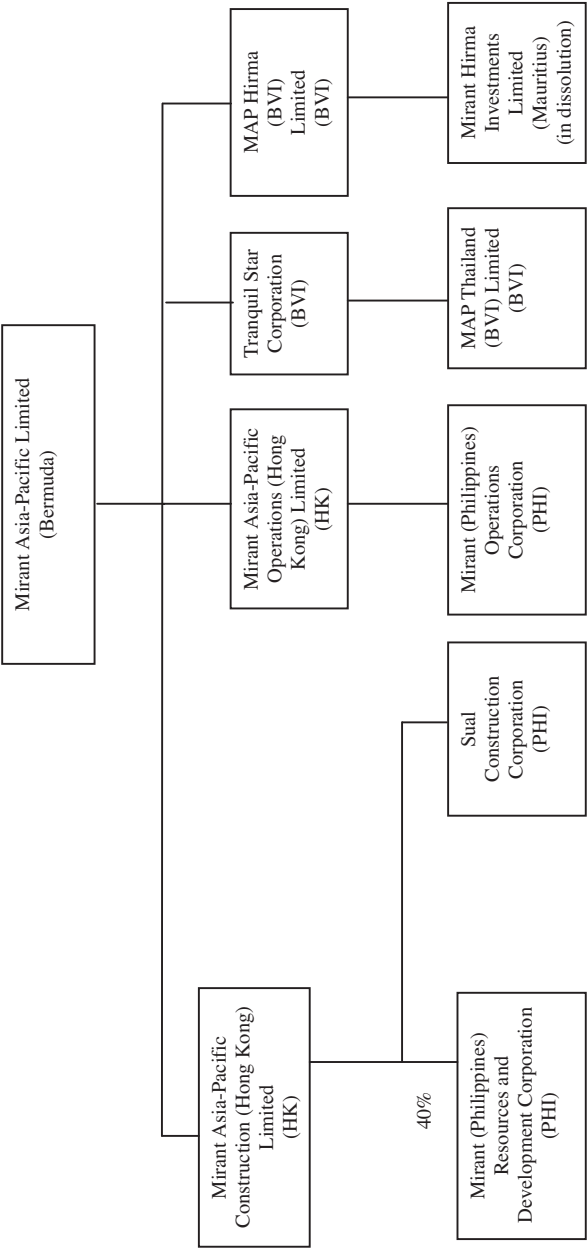 Mirant Asia-Pacific Limited
(Bermuda)
Mirant Asia-Pacific
Construction (Hong Kong)
Limited
(HK)
Mirant Asia-Pacific
Operations (Hong
Kong) Limited
(HK)
Tranquil Star
Corporation
(BVI)
MAP Hirma
(BVI)
Limited
(BVI)
40%
Mirant (Philippines)
Resources and
Development Corporation
(PHI)
Sual
Construction
Corporation
(PHI)
Mirant (Philippines)
Operations
Corporation
(PHI)
MAP Thailand
(BVI) Limited
(BVI)
Mirant Hirma
Investments
Limited
(Mauritius)
(in dissolution)